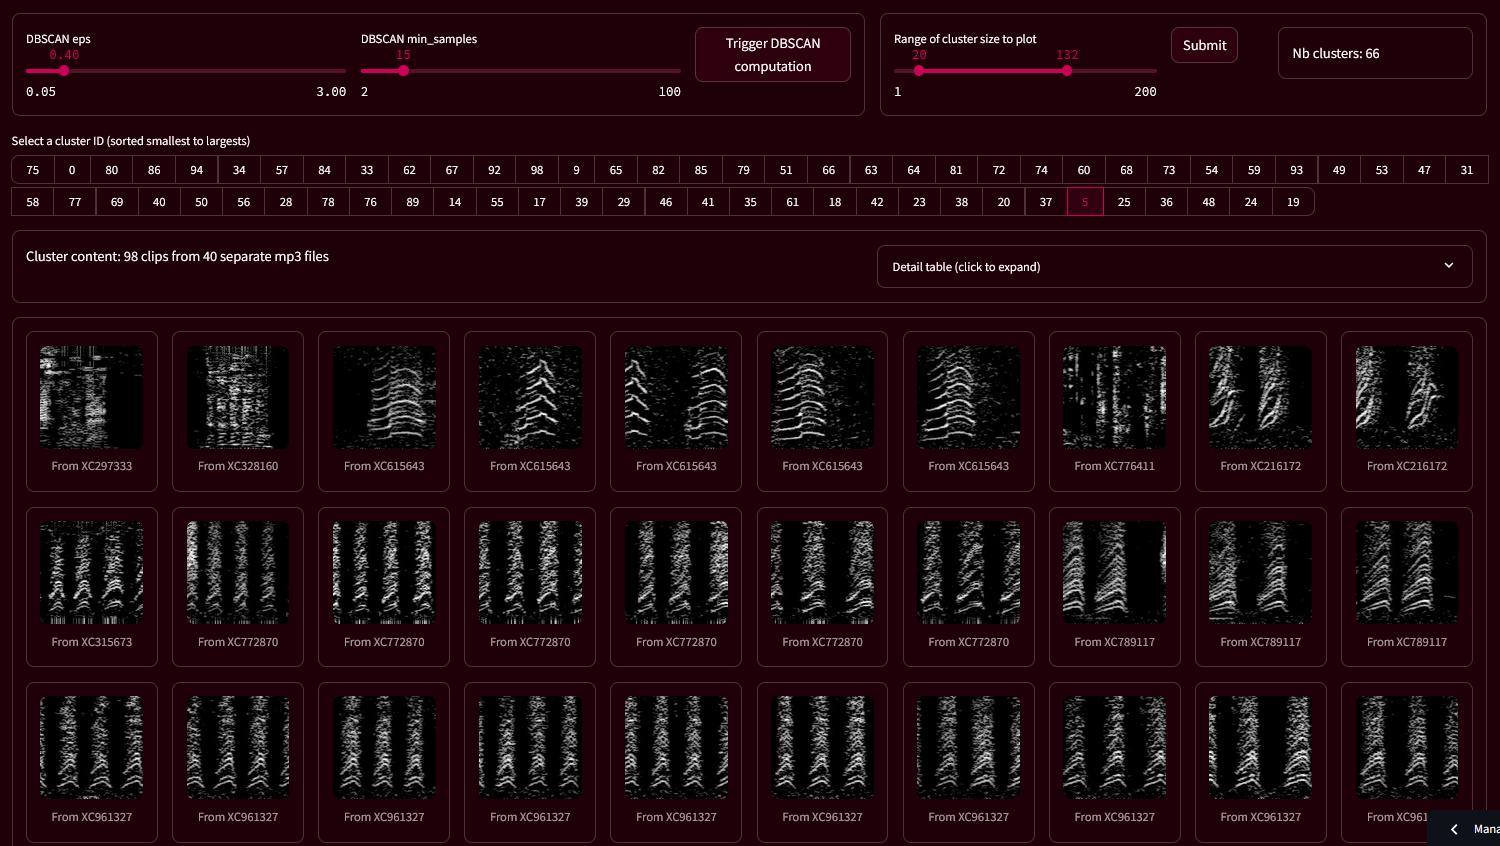 DBSCAN eps
0.40
0.05 3.00
DBSCAN min_samples
15
2 100
Trigger DBSCAN
computation
Range of cluster size to plot
20 132
1 200
Submit
Nb clusters: 66
Select a cluster ID (sorted smallest to largests)
75 0 80 86 94 34 57 84 33 62 67 92 98 9 65 82 85 79 51 66 63 64 81 72 74 60 68 73 54 59 93 49 53 47 31
58 77 69 40 50 56 28 78 76 89 14 55 17 39 29 46 41 35 61 18 42 23 38 20 37 5 25 36 48 24 19
Cluster content: 98 clips from 40 separate mp3 files
Detail table (click to expand)
From XC297333 From XC328160 From XC615643 From XC615643 From XC615643 From XC615643 From XC615643 From XC776411 From XC216172 From XC216172
From XC315673 From XC772870 From XC772870 From XC772870 From XC772870 From XC772870 From XC772870 From XC789117 From XC789117 From XC789117
From XC961327 From XC961327 From XC961327 From XC961327 From XC961327 From XC961327 From XC961327 From XC961327 From XC961327 From XC961
Mana